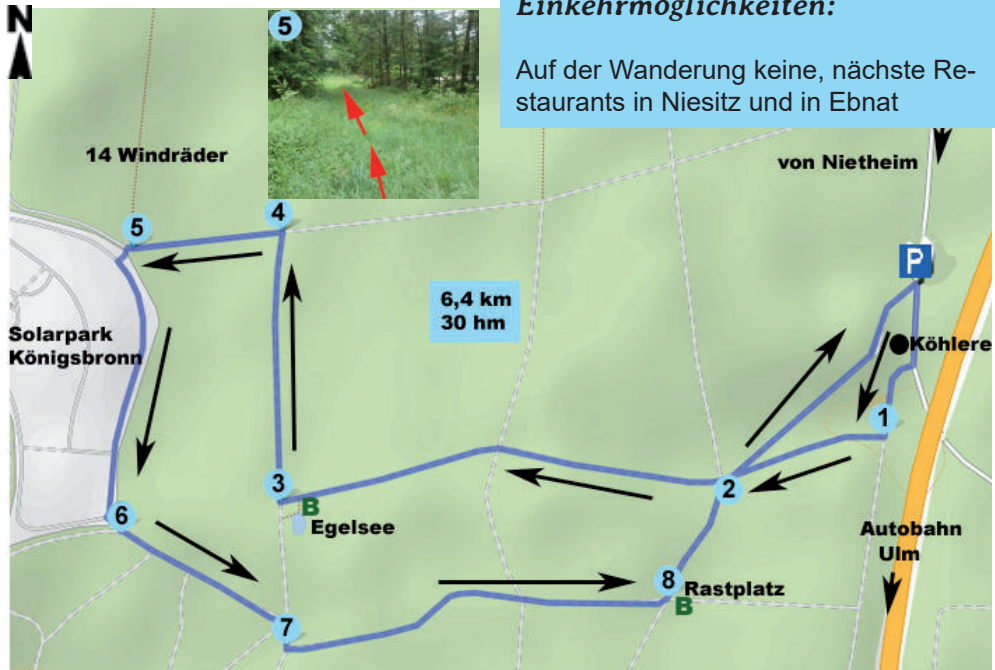 N
5
Einkehrmöglichkeiten:
Auf der Wanderung keine, nächste Re-
staurants in Niesitz und in Ebnat
14 Windräder
von Nietheim
4
5
P
6,4 km
30 hm
Solarpark
Königsbronn
Köhlere
1
3
2
B
Egelsee
6
Autobahn
Ulm
8
Rastplatz
B
7